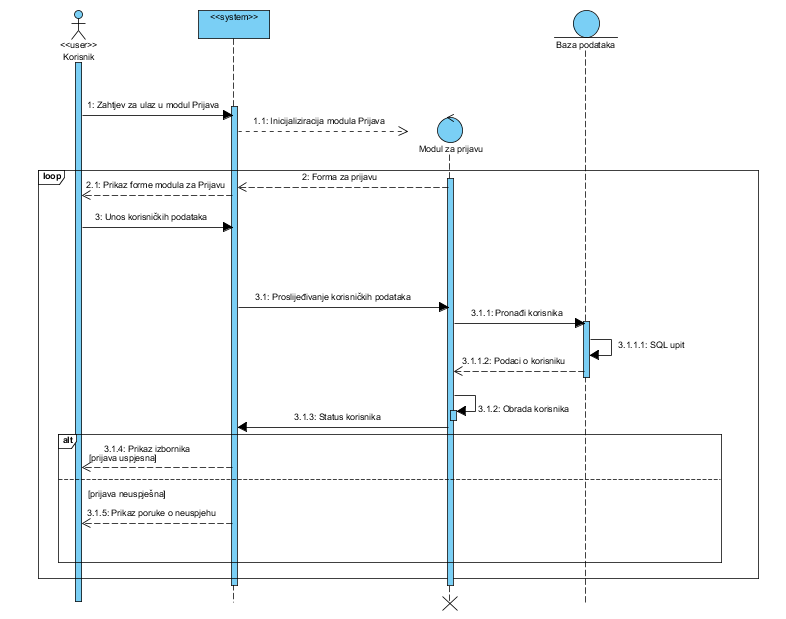 <<system>>
<<user>>
Korisnik
Baza podataka
1: Zahtjev za ulaz u modul Prijava
1.1: Inicijaliziracija modula Prijava
Modul za prijavu
loop
2: Forma za prijavu
2.1: Prikaz forme modula za Prijavu
3: Unos korisničkih podataka
3.1: Proslijeđivanje korisničkih podataka
3.1.1: Pronađi korisnika
3.1.1.1: SQL upit
3.1.1.2: Podaci o korisniku
3.1.2: Obrada korisnika
3.1.3: Status korisnika
alt
3.1.4: Prikaz izbornika
[prijava uspjesna]
[prijava neuspješna]
3.1.5: Prikaz poruke o neuspjehu